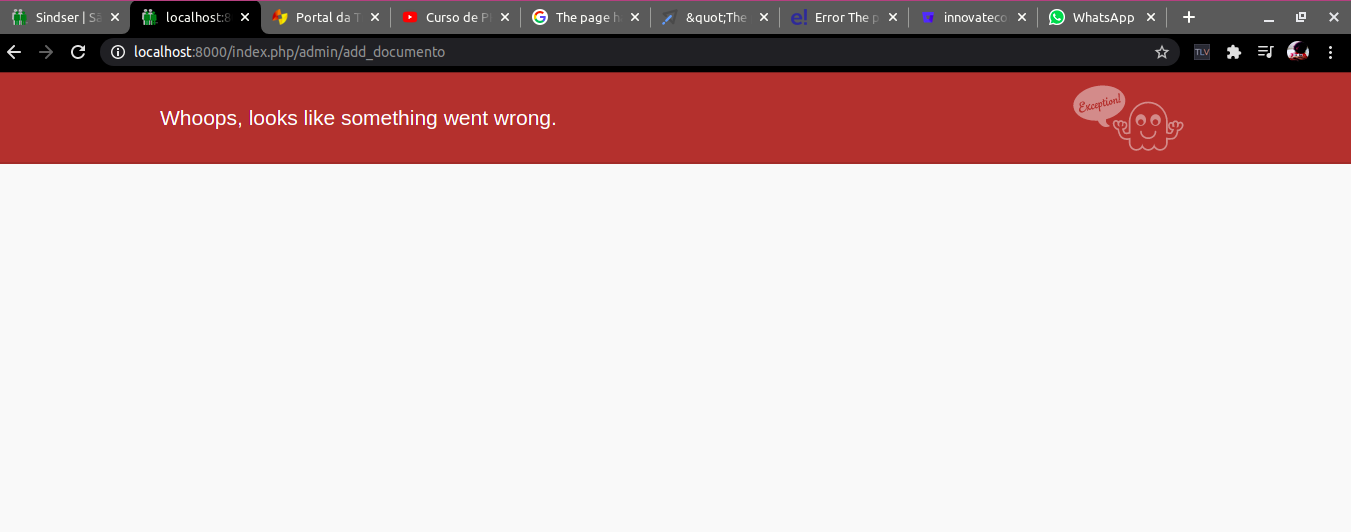 Sindser | Sã
localhost:8
Portal da T
Curso de P
The page h
&quot;The
Error The p
innovateco
WhatsApp
localhost:8000/index.php/admin/add_documento
TLV
Whoops, looks like something went wrong.
Exception!